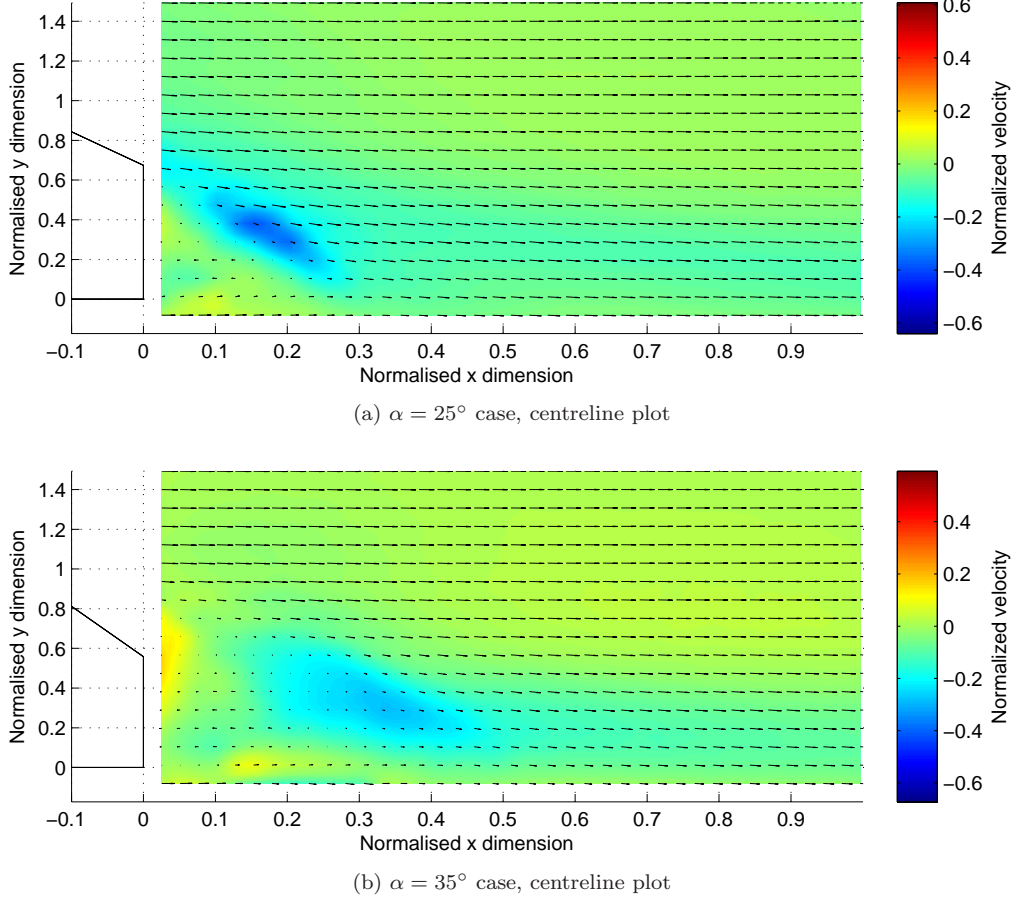 1.4
1.2
1
0.8
0.6
0.4
0.2
0
Normalised y dimension
−0.1 0 0.1 0.2 0.3 0.4 0.5 0.6 0.7 0.8 0.9
Normalised x dimension
0.6
0.4
0.2
0
−0.2
−0.4
−0.6
Normalized velocity
(a) α = 25° case, centreline plot
1.4
1.2
1
0.8
0.6
0.4
0.2
0
Normalised y dimension
−0.1 0 0.1 0.2 0.3 0.4 0.5 0.6 0.7 0.8 0.9
Normalised x dimension
0.4
0.2
0
−0.2
−0.4
−0.6
Normalized velocity
(b) α = 35° case, centreline plot